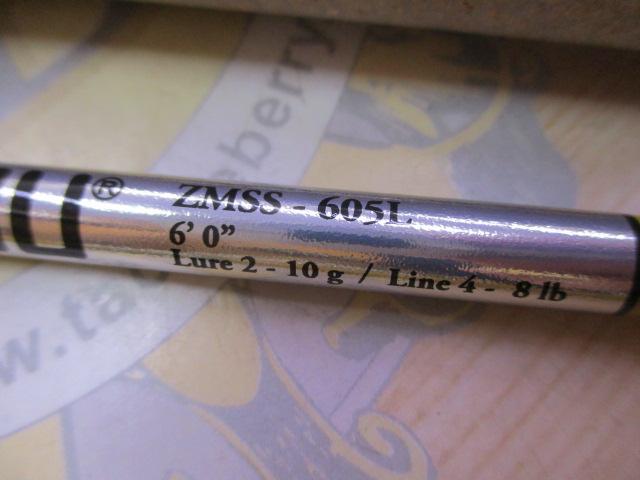 ®
ZMSS - 605L
6' 0"
Lure 2 - 10 g / Line 4 - 8 lb